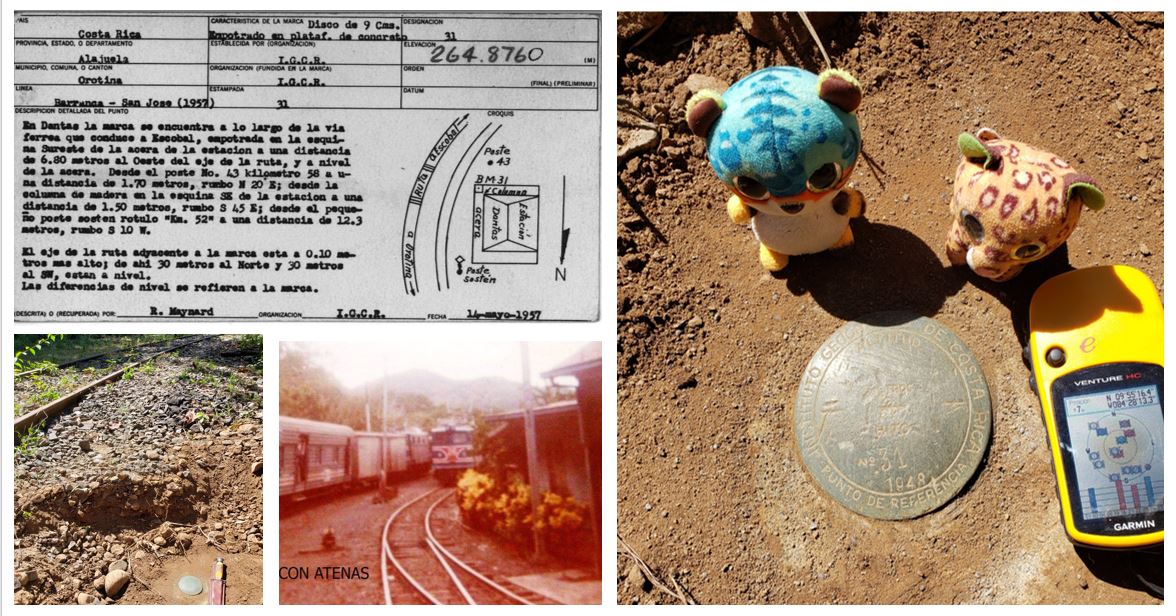 PAIS
Costa Rica
CARACTERISTICA DE LA MARCA Disco de 9 Cms.
Empotrado en plataf. de concreto
DESIGNACION
31
PROVINCIA, ESTADO, O DEPARTAMENTO
Alajuela
ESTABLECIDA POR (ORGANIZACION)
I.G.C.R.
ELEVACION
264.8760 (M)
MUNICIPIO, COMUNA, O CANTON
Orotina
ORGANIZACION (FUNDIDA EN LA MARCA)
I.G.C.R.
ORDEN
(FINAL) (PRELIMINAR)
LINEA
Barranca - San Jose (1957)
ESTAMPADA
31
DATUM
DESCRIPCION DETALLADA DEL PUNTO
En Dantas la marca se encuentra a lo largo de la via
ferrea que conduce a Escobal, empotrada en la esqui-
na Sureste de la acera de la estacion a una distancia
de 6.80 metros al Oeste del eje de la ruta, y a nivel
de la acera. Desde el poste No. 43 kilometro 58 a u-
na distancia de 1.70 metros, rumbo N 20 E; desde la
columna de madera en la esquina SE de la estacion a una
distancia de 1.50 metros, rumbo S 45 E; desde el peque-
ño poste sosten rotulo "Km. 52" a una distancia de 12.3
metros, rumbo S 10 W.
El eje de la ruta adyacente a la marca esta a 0.10 me-
tros mas alto; de ahi 30 metros al Norte y 30 metros
al SW, estan a nivel.
Las diferencias de nivel se refieren a la marca.
CROQUIS
a Escobal
RUTA
a Orotina
Poste
43
BM-31
Columna
acera
Estación
Dantas
Poste
sostén
N
(DESCRITA) O (RECUPERADA) POR: R. Maynard ORGANIZACION I.G.C.R. FECHA 14-mayo-1957
CON ATENAS
INSTITUTO GEOGRAFICO DE COSTA RICA
Nº 31
1948
PUNTO DE REFERENCIA
e
VENTURE HC
N 09°55'16.4"
W084°28'13.3"
GARMIN